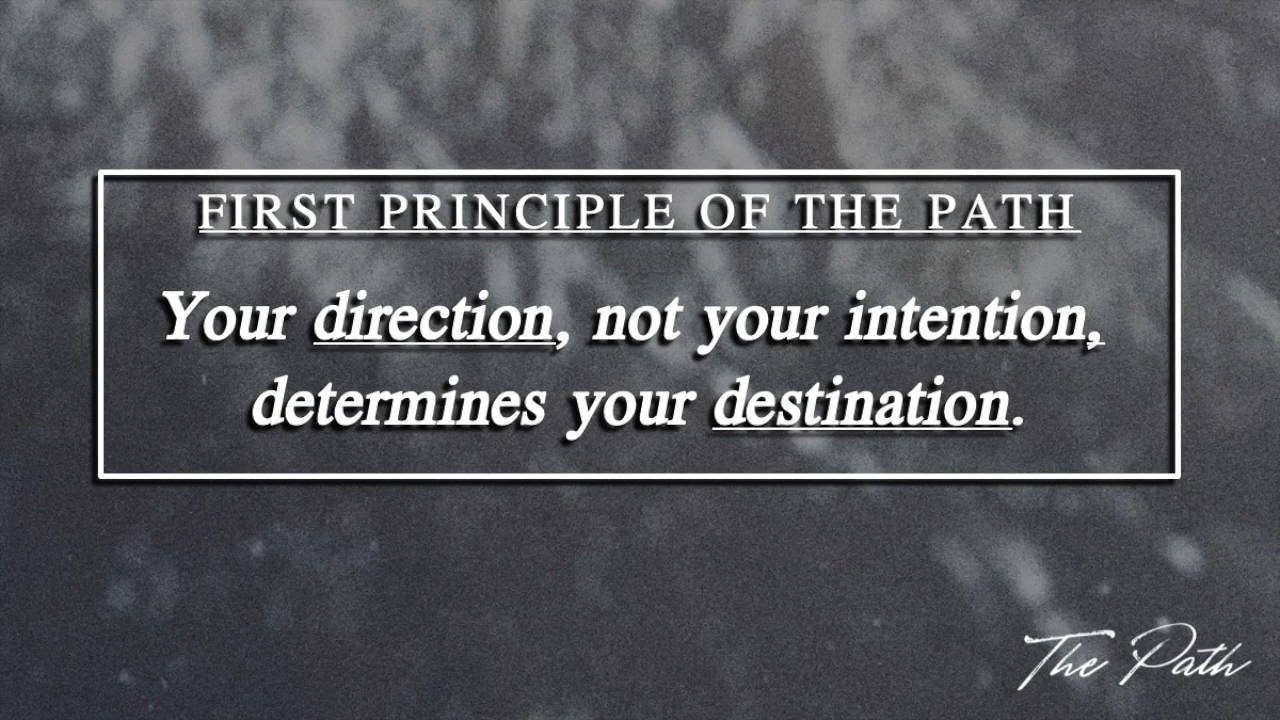 FIRST PRINCIPLE OF THE PATH
Your direction, not your intention,
determines your destination.
The Path